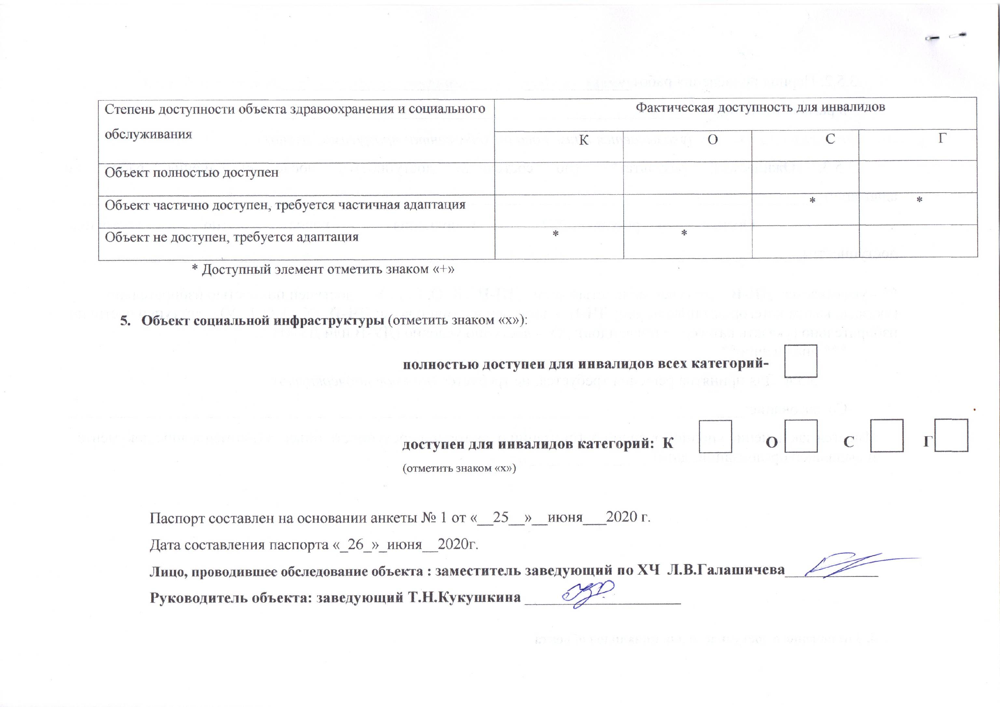 Степень доступности объекта здравоохранения и социального
обслуживания
Фактическая доступность для инвалидов
К О С Г
Объект полностью доступен
Объект частично доступен, требуется частичная адаптация * *
Объект не доступен, требуется адаптация * *
* Доступный элемент отметить знаком «+»
5. Объект социальной инфраструктуры (отметить знаком «х»):
полностью доступен для инвалидов всех категорий-
доступен для инвалидов категорий: К О С Г
(отметить знаком «х»)
Паспорт составлен на основании анкеты № 1 от «__25__»__июня___2020 г.
Дата составления паспорта «_26_»_июня__2020г.
Лицо, проводившее обследование объекта : заместитель заведующий по ХЧ Л.В.Галашичева____________
Руководитель объекта: заведующий Т.Н.Кукушкина ____________________